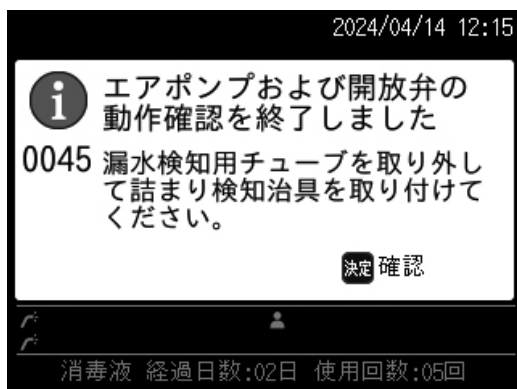 2024/04/14 12:15
エアポンプおよび開放弁の
動作確認を終了しました
0045 漏水検知用チューブを取り外し
て詰まり検知治具を取り付けて
ください。
決定 確認
消毒液 経過日数:02日 使用回数:05回